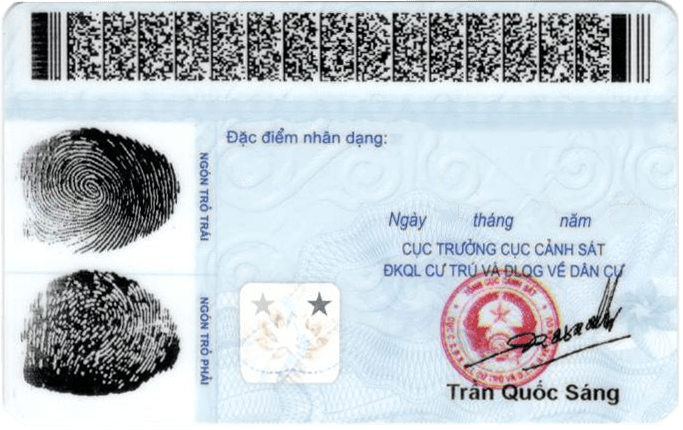 Đặc điểm nhân dạng:
NGÓN TRỎ TRÁI
NGÓN TRỎ PHẢI
Ngày tháng năm
CỤC TRƯỞNG CỤC CẢNH SÁT
ĐKQL CƯ TRÚ VÀ DLQG VỀ DÂN CƯ
Trần Quốc Sáng